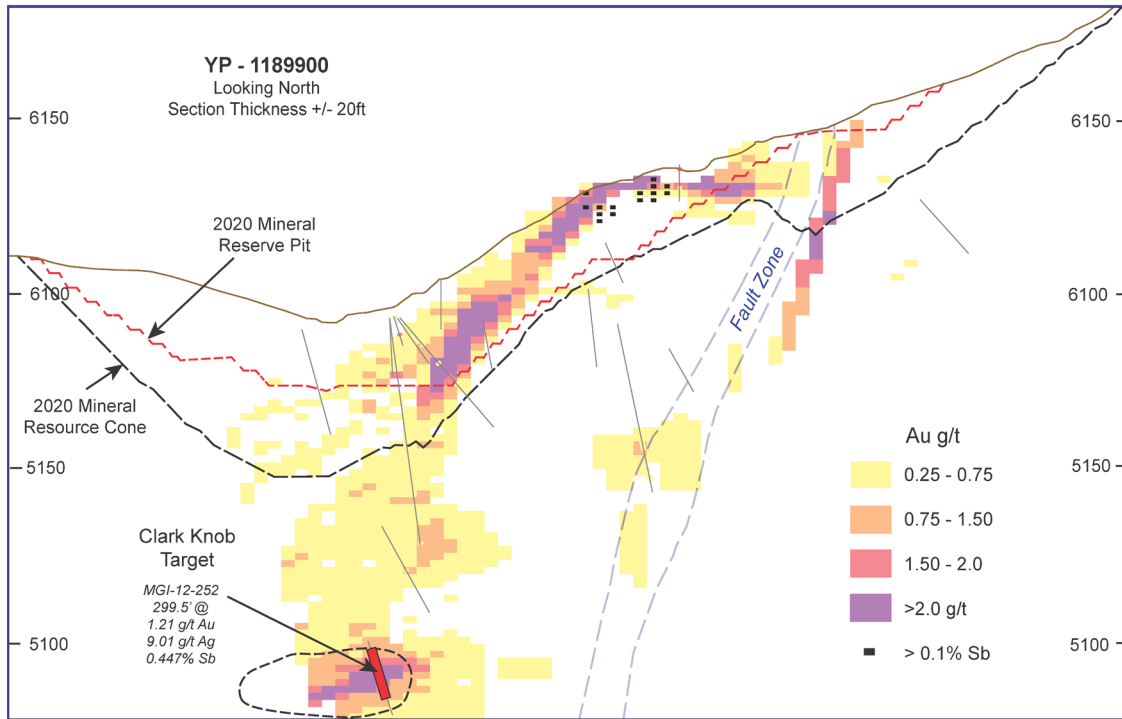 YP - 1189900
Looking North
Section Thickness +/- 20ft
6150
6150
2020 Mineral
Reserve Pit
6100
6100
Fault Zone
2020 Mineral
Resource Cone
5150
5150
Au g/t
0.25 - 0.75
0.75 - 1.50
1.50 - 2.0
>2.0 g/t
> 0.1% Sb
Clark Knob
Target
MGI-12-252
299.5' @
1.21 g/t Au
9.01 g/t Ag
0.447% Sb
5100
5100